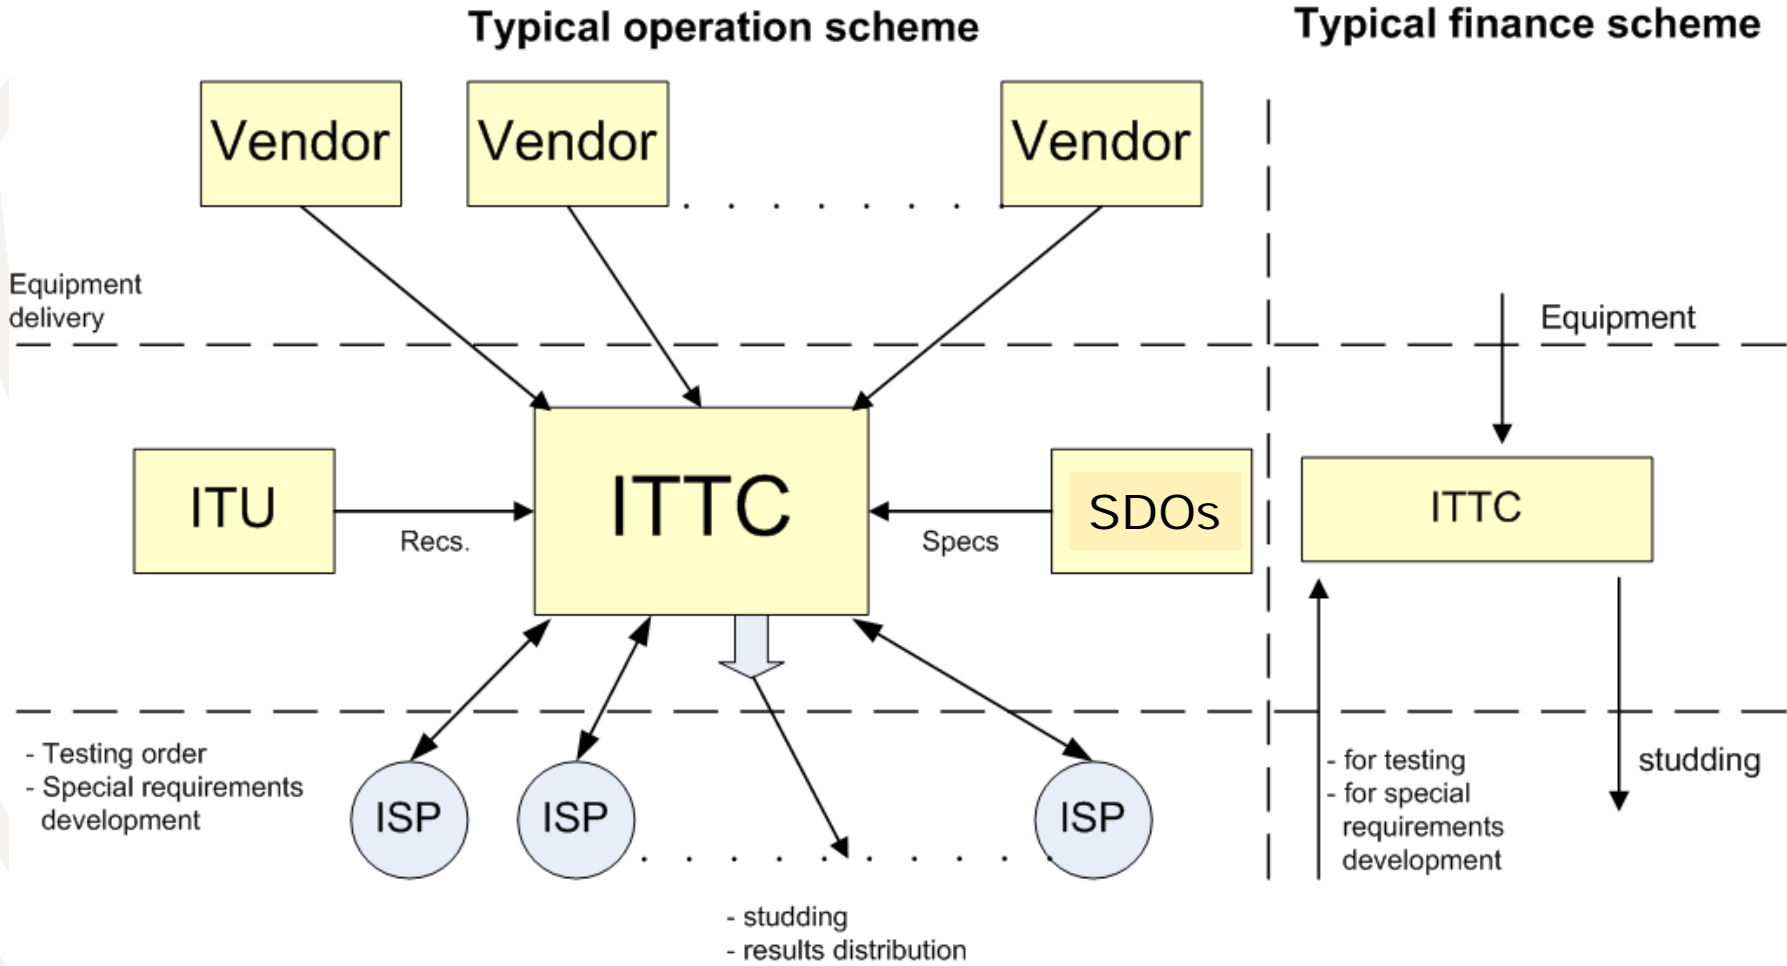 Typical operation scheme
Typical finance scheme
Vendor
Vendor
Vendor
Equipment
delivery
Equipment
ITU
Recs.
ITTC
Specs
SDOs
ITTC
- Testing order
- Special requirements
development
ISP
ISP
ISP
- for testing
- for special
requirements
development
studding
- studding
- results distribution